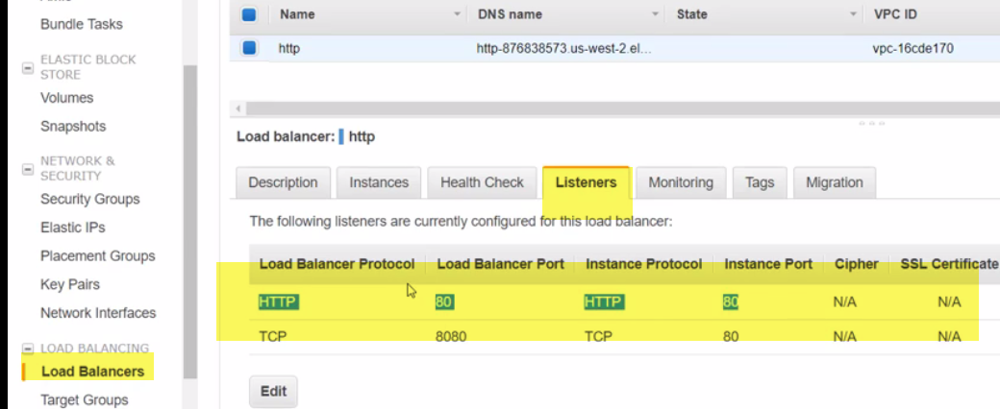 Bundle Tasks
ELASTIC BLOCK
STORE
Volumes
Snapshots
NETWORK &
SECURITY
Security Groups
Elastic IPs
Placement Groups
Key Pairs
Network Interfaces
LOAD BALANCING
Load Balancers
Target Groups
Name DNS name State VPC ID
http http-876838573.us-west-2.el... vpc-16cde170
Load balancer: http
Description Instances Health Check Listeners Monitoring Tags Migration
The following listeners are currently configured for this load balancer:
Load Balancer Protocol Load Balancer Port Instance Protocol Instance Port Cipher SSL Certificate
HTTP 80 HTTP 80 N/A N/A
TCP 8080 TCP 80 N/A N/A
Edit